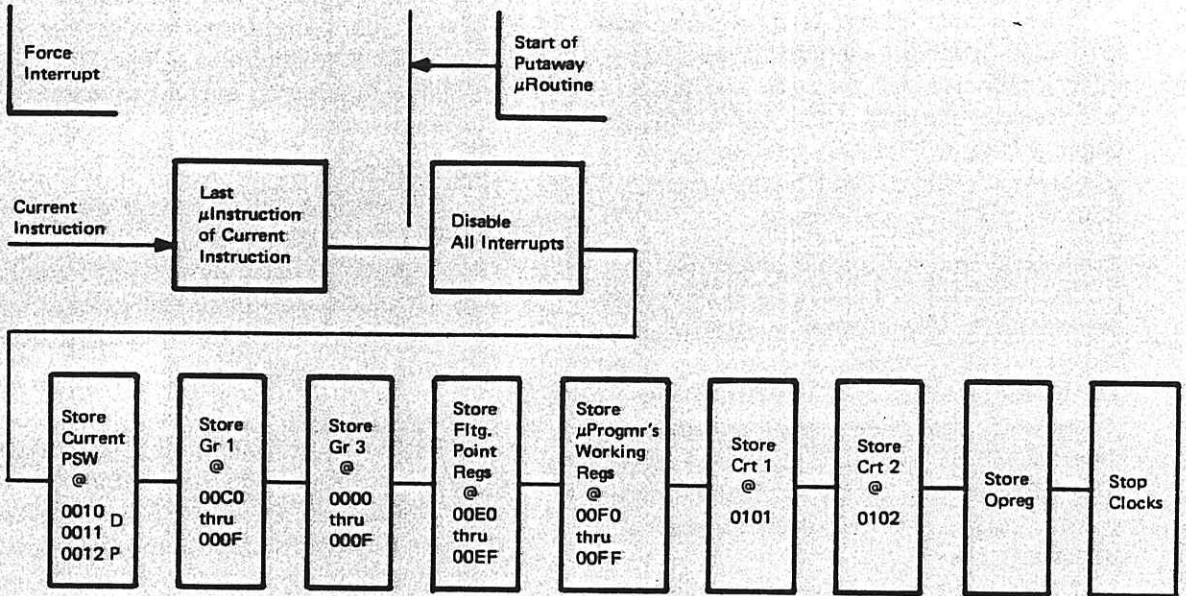 Force
Interrupt
Start of
Putaway
μRoutine
Current
Instruction
Last
μInstruction
of Current
Instruction
Disable
All Interrupts
Store
Current
PSW
@
0010
0011 D
0012 P
Store
Gr 1
@
00C0
thru
000F
Store
Gr 3
@
0000
thru
000F
Store
Fltg.
Point
Regs
@
00E0
thru
00EF
Store
μProgmr's
Working
Regs
@
00F0
thru
00FF
Store
Crt 1
@
0101
Store
Crt 2
@
0102
Store
Opreg
Stop
Clocks